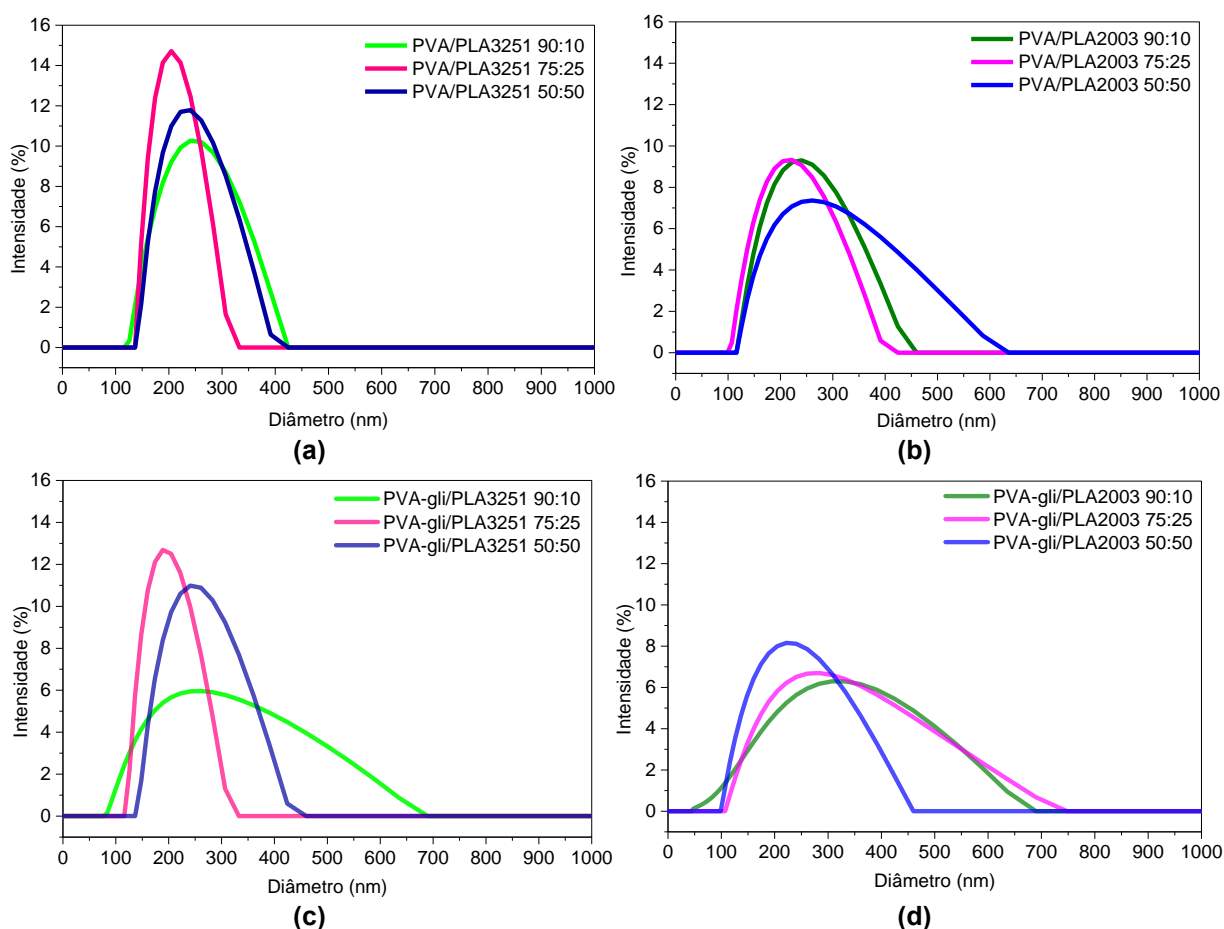 16
14
12
10
8
6
4
2
0
Intensidade (%)
PVA/PLA3251 90:10
PVA/PLA3251 75:25
PVA/PLA3251 50:50
0 100 200 300 400 500 600 700 800 900 1000
Diâmetro (nm)
(a)
16
14
12
10
8
6
4
2
0
Intensidade (%)
PVA/PLA2003 90:10
PVA/PLA2003 75:25
PVA/PLA2003 50:50
0 100 200 300 400 500 600 700 800 900 1000
Diâmetro (nm)
(b)
16
14
12
10
8
6
4
2
0
Intensidade (%)
PVA-gli/PLA3251 90:10
PVA-gli/PLA3251 75:25
PVA-gli/PLA3251 50:50
0 100 200 300 400 500 600 700 800 900 1000
Diâmetro (nm)
(c)
16
14
12
10
8
6
4
2
0
Intensidade (%)
PVA-gli/PLA2003 90:10
PVA-gli/PLA2003 75:25
PVA-gli/PLA2003 50:50
0 100 200 300 400 500 600 700 800 900 1000
Diâmetro (nm)
(d)